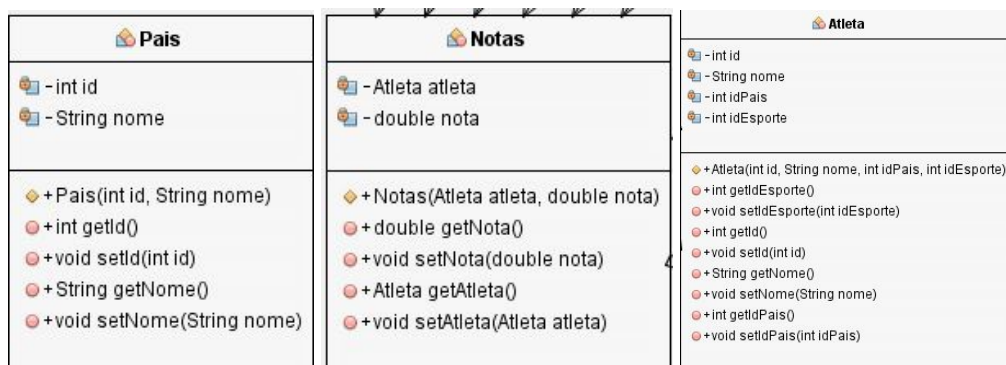 Pais
- int id
- String nome
+ Pais(int id, String nome)
+ int getId()
+ void setId(int id)
+ String getNome()
+ void setNome(String nome)
Notas
- Atleta atleta
- double nota
+ Notas(Atleta atleta, double nota)
+ double getNota()
+ void setNota(double nota)
+ Atleta getAtleta()
+ void setAtleta(Atleta atleta)
Atleta
- int id
- String nome
- int idPais
- int idEsporte
+ Atleta(int id, String nome, int idPais, int idEsporte)
+ int getIdEsporte()
+ void setIdEsporte(int idEsporte)
+ int getId()
+ void setId(int id)
+ String getNome()
+ void setNome(String nome)
+ int getIdPais()
+ void setIdPais(int idPais)